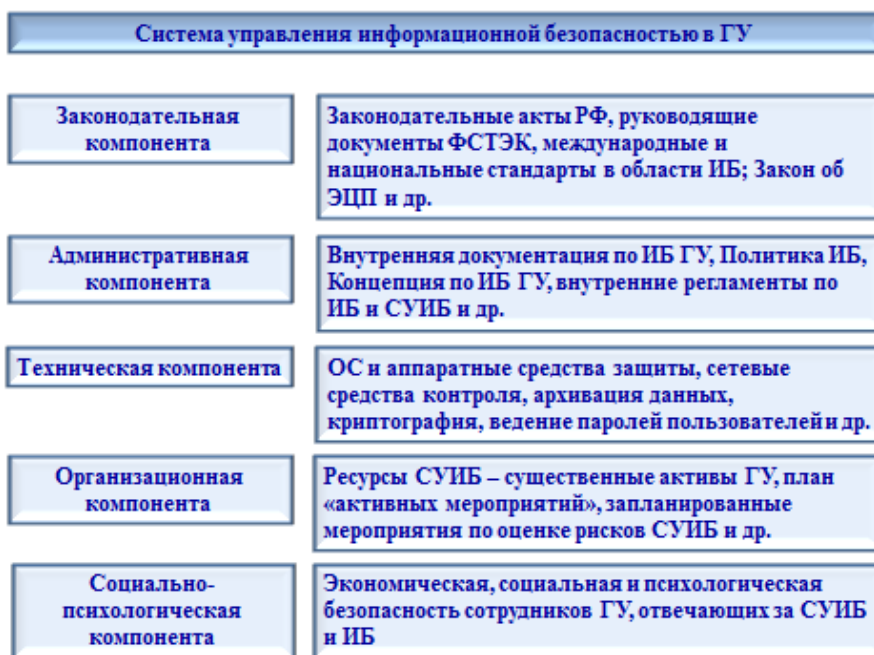 Система управления информационной безопасностью в ГУ
Законодательная
компонента
Законодательные акты РФ, руководящие
документы ФСТЭК, международные и
национальные стандарты в области ИБ; Закон об
ЭЦП и др.
Административная
компонента
Внутренняя документация по ИБ ГУ, Политика ИБ,
Концепция по ИБ ГУ, внутренние регламенты по
ИБ и СУИБ и др.
Техническая компонента
ОС и аппаратные средства защиты, сетевые
средства контроля, архивация данных,
криптография, ведение паролей пользователей и др.
Организационная
компонента
Ресурсы СУИБ – существенные активы ГУ, план
«активных мероприятий», запланированные
мероприятия по оценке рисков СУИБ и др.
Социально-
психологическая
компонента
Экономическая, социальная и психологическая
безопасность сотрудников ГУ, отвечающих за СУИБ
и ИБ